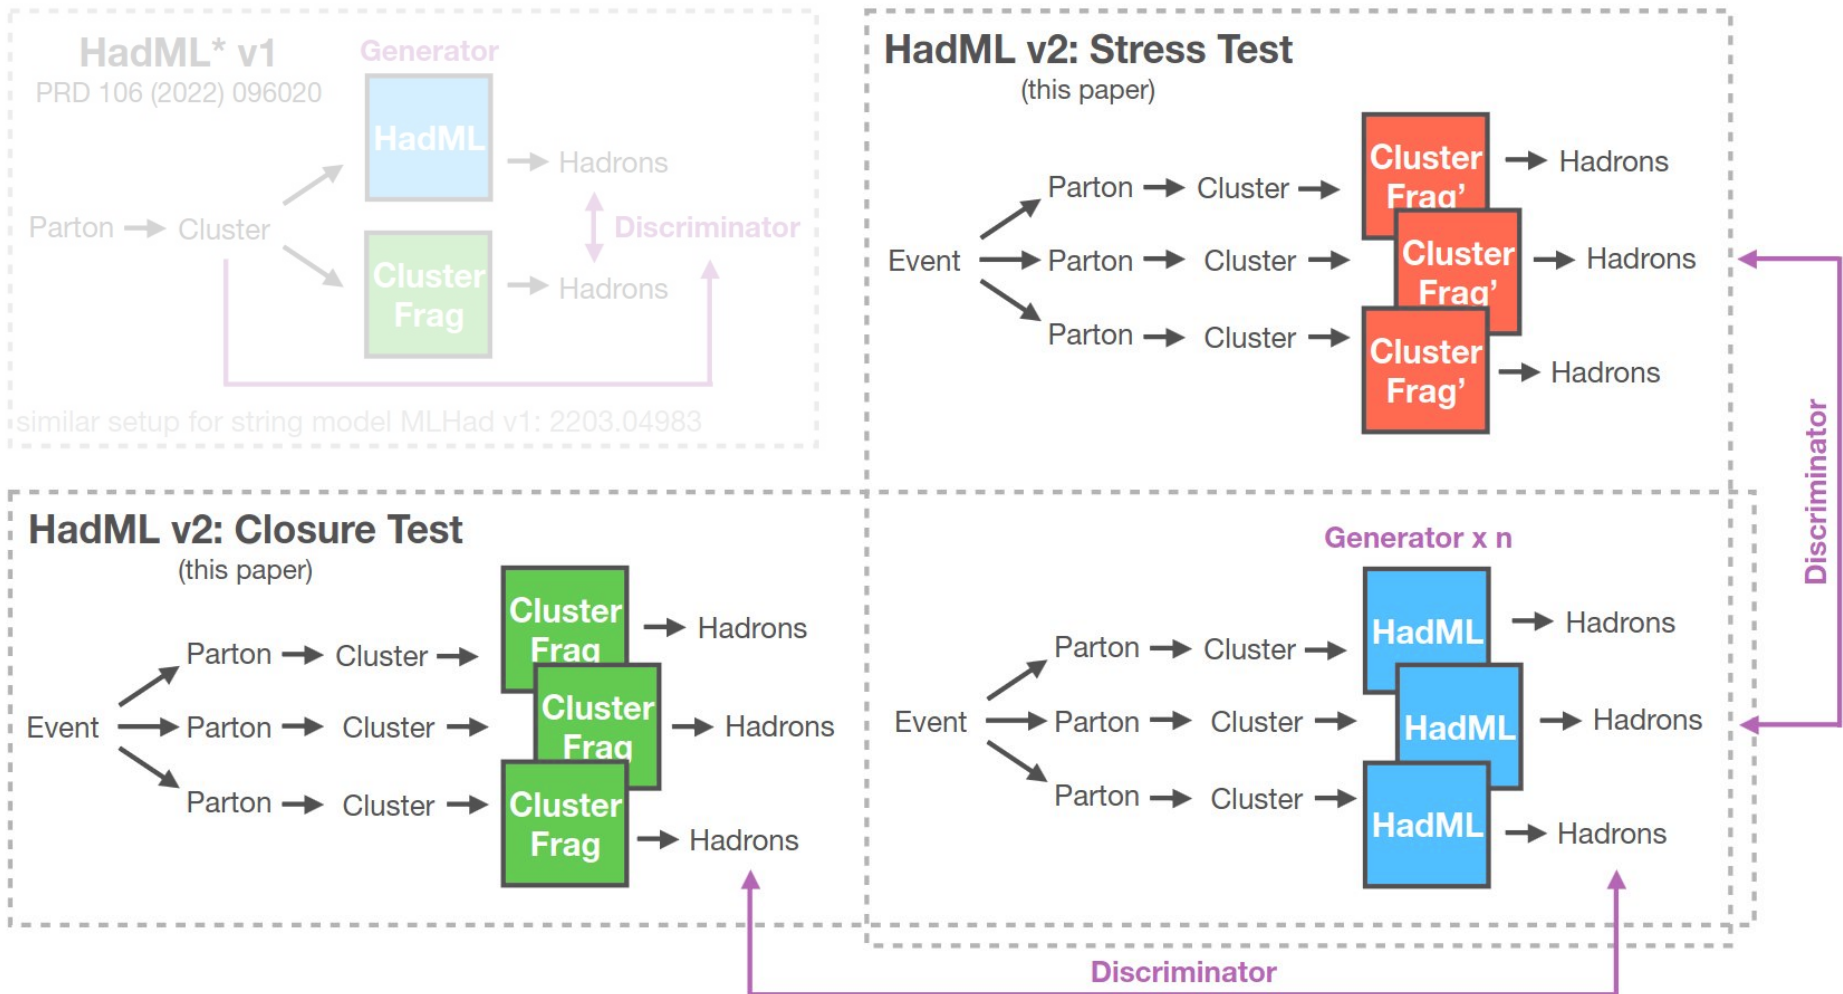 HadML* v1
PRD 106 (2022) 096020
Generator
HadML
Hadrons
Parton
Cluster
Discriminator
Cluster
Frag
Hadrons
similar setup for string model MLHad v1: 2203.04983
HadML v2: Stress Test
(this paper)
Event
Parton
Cluster
Cluster
Frag'
Hadrons
Parton
Cluster
Cluster
Frag'
Hadrons
Parton
Cluster
Cluster
Frag'
Hadrons
Discriminator
HadML v2: Closure Test
(this paper)
Event
Parton
Cluster
Cluster
Frag
Hadrons
Parton
Cluster
Cluster
Frag
Hadrons
Parton
Cluster
Cluster
Frag
Hadrons
Generator x n
Event
Parton
Cluster
HadML
Hadrons
Parton
Cluster
HadML
Hadrons
Parton
Cluster
HadML
Hadrons
Discriminator